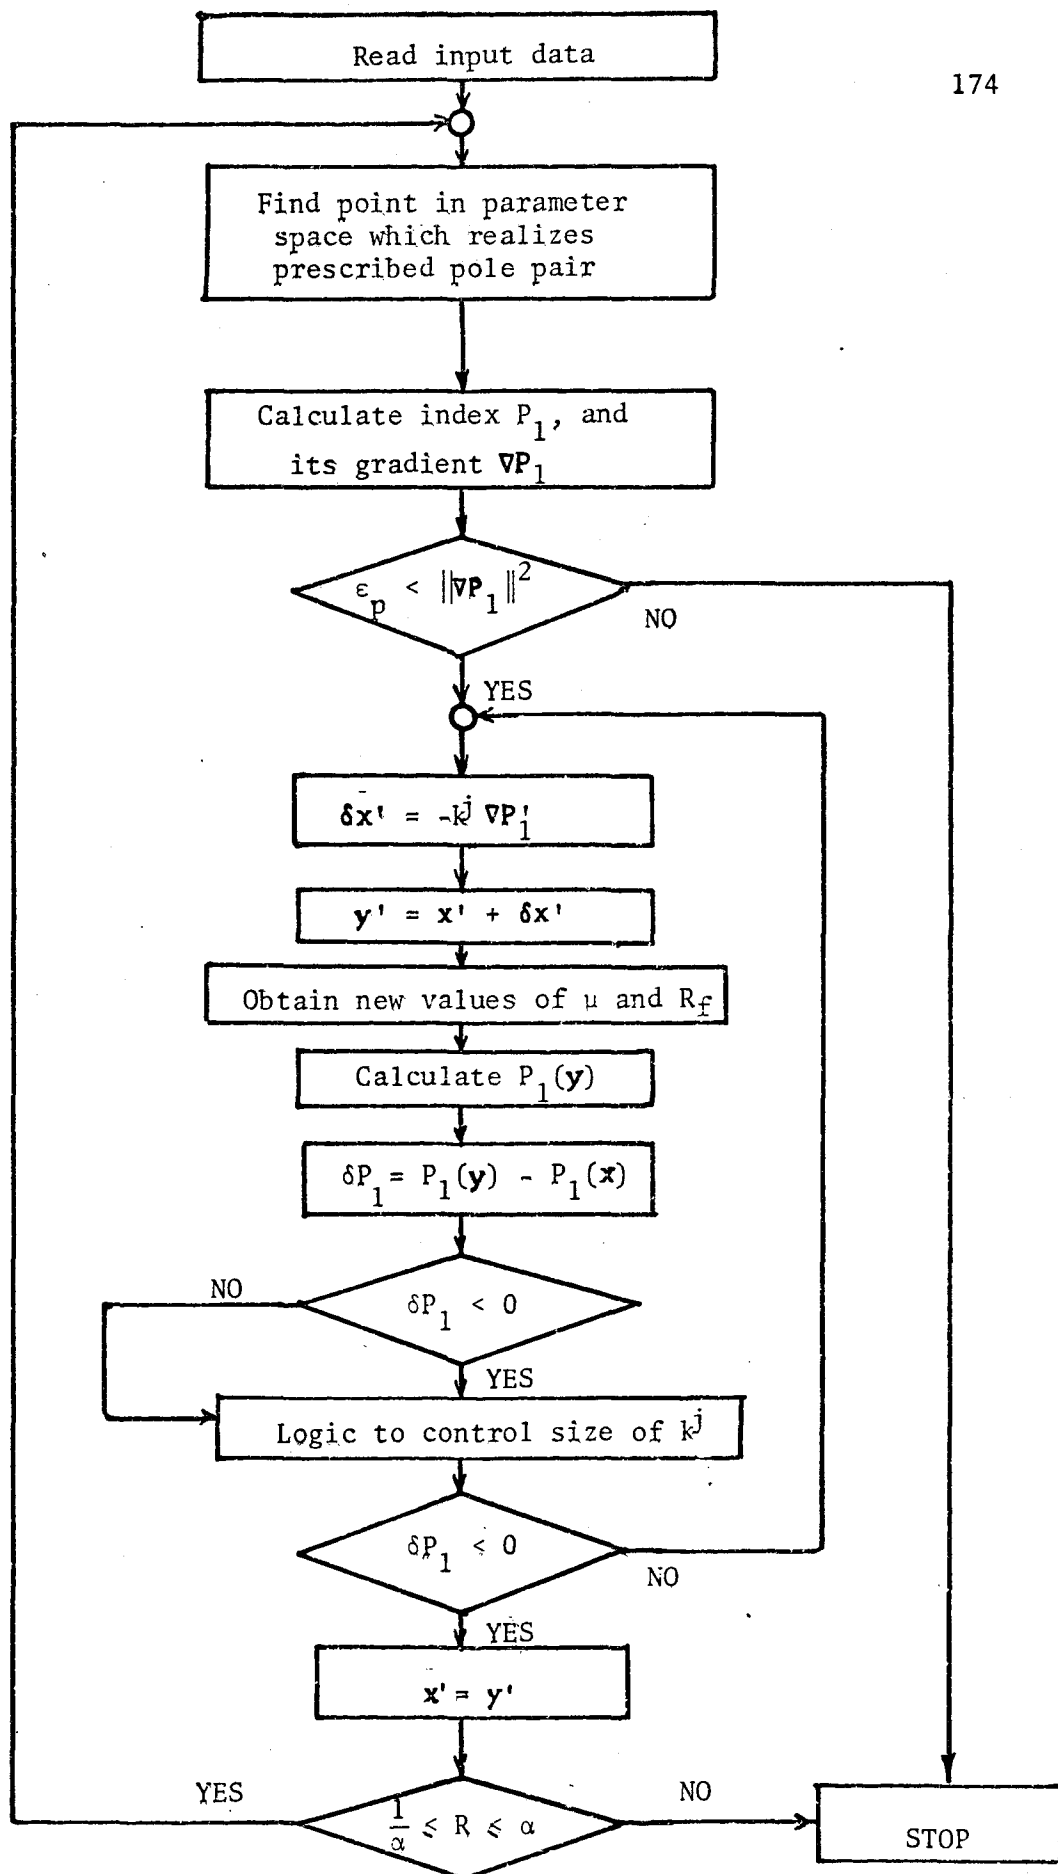 Read input data
174
Find point in parameter
space which realizes
prescribed pole pair
Calculate index P₁, and
its gradient ∇P₁
εₚ < ||∇P₁||²
NO
YES
δx' = -kʲ ∇P₁'
y' = x' + δx'
Obtain new values of μ and R_f
Calculate P₁(y)
δP₁ = P₁(y) - P₁(x)
NO
δP₁ < 0
YES
Logic to control size of kʲ
δP₁ < 0
NO
YES
x' = y'
YES
NO
1/α ≤ R ≤ α
STOP